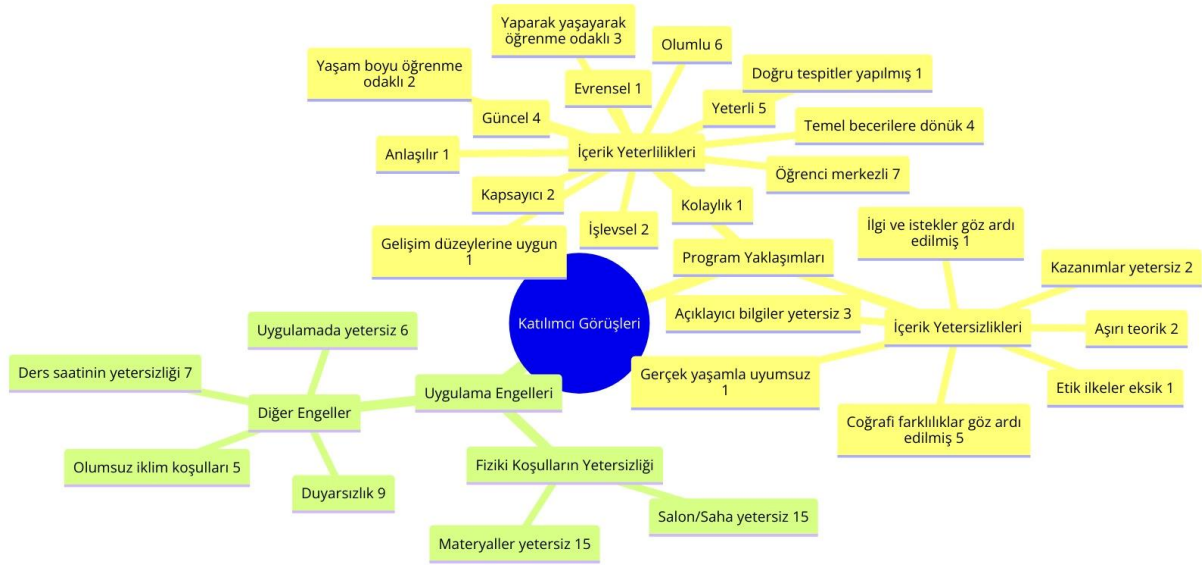 Yaparak yaşayarak
öğrenme odaklı 3
Olumlu 6
Yaşam boyu öğrenme
odaklı 2
Evrensel 1
Doğru tespitler yapılmış 1
Güncel 4
Yeterli 5
Temel becerilere dönük 4
Anlaşılır 1
İçerik Yeterlilikleri
Öğrenci merkezli 7
Kapsayıcı 2
Kolaylık 1
İşlevsel 2
Gelişim düzeylerine uygun
1
İlgi ve istekler göz ardı
edilmiş 1
Program Yaklaşımları
Kazanımlar yetersiz 2
Açıklayıcı bilgiler yetersiz 3
İçerik Yetersizlikleri
Aşırı teorik 2
Katılımcı Görüşleri
Gerçek yaşamla uyumsuz
1
Etik ilkeler eksik 1
Coğrafi farklılıklar göz ardı
edilmiş 5
Uygulamada yetersiz 6
Ders saatinin yetersizliği 7
Uygulama Engelleri
Diğer Engeller
Olumsuz iklim koşulları 5
Duyarsızlık 9
Fiziki Koşulların Yetersizliği
Salon/Saha yetersiz 15
Materyaller yetersiz 15